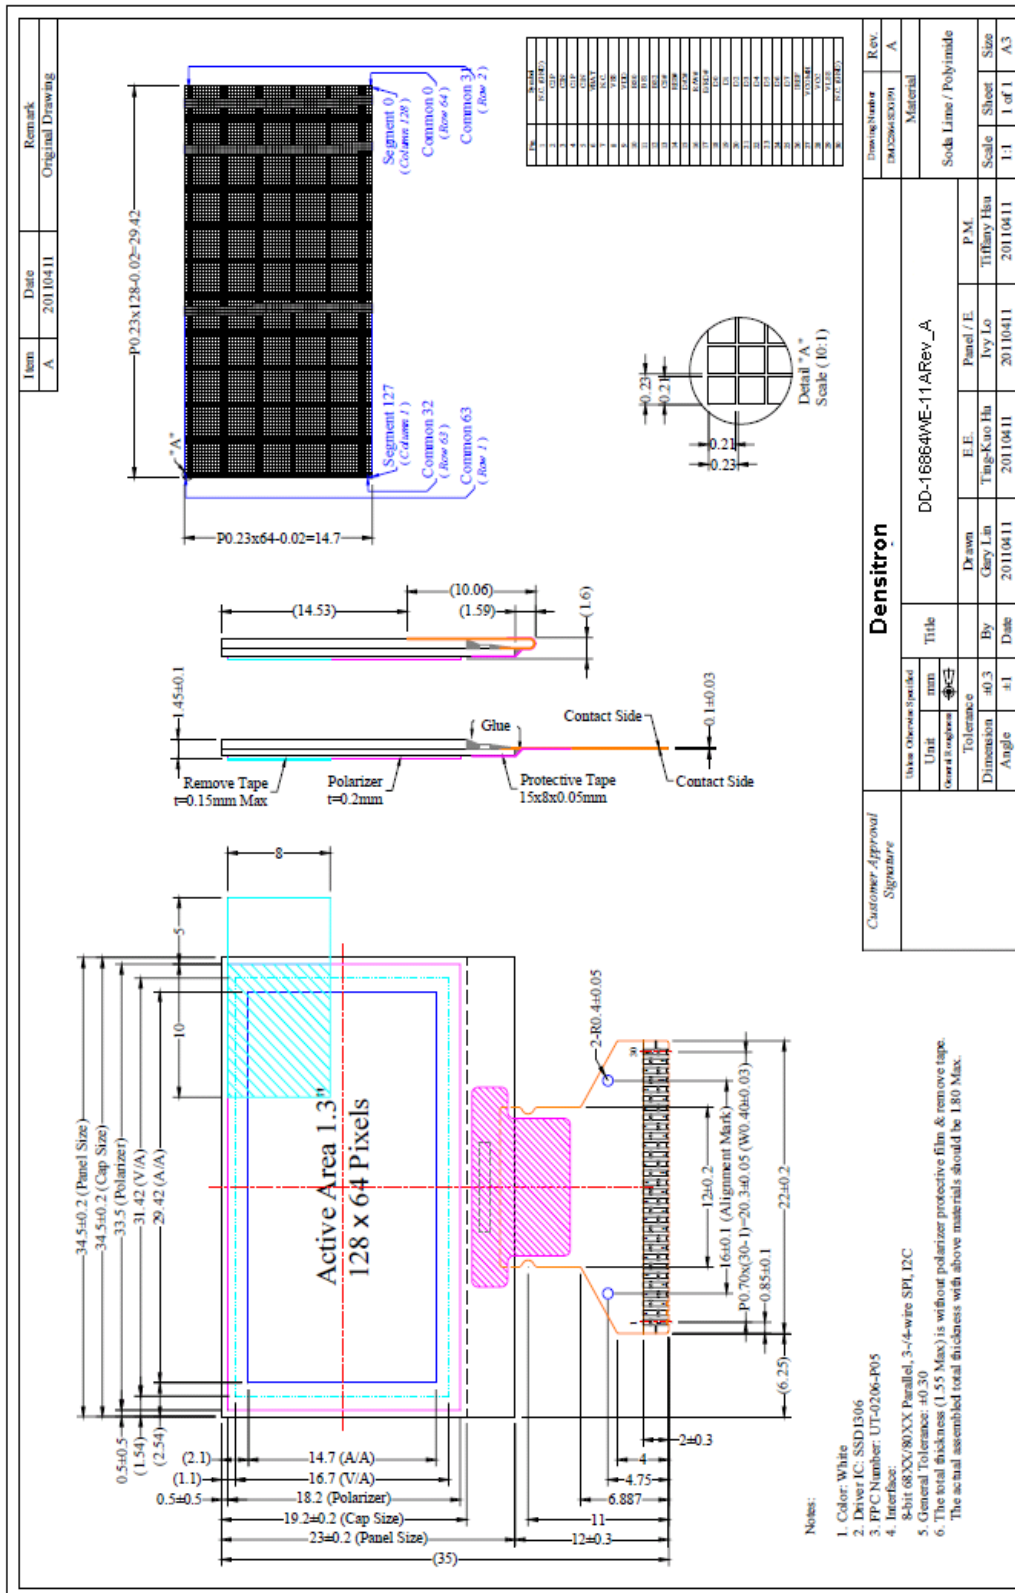 Item
Date
Remark
A
20110411
Original Drawing
P0.23x128-0.02=29.42
"A"
Segment 0
( Column 128 )
Common 0
( Row 64 )
Common 31
( Row 2 )
Segment 127
( Column 1 )
Common 32
( Row 63 )
Common 63
( Row 1 )
P0.23x64-0.02=14.7
0.23
0.21
0.21
0.23
Detail "A"
Scale (10:1)
(14.53)
(10.06)
(1.59)
(1.6)
1.45±0.1
Glue
Contact Side
0.1±0.03
Remove Tape
t=0.15mm Max
Polarizer
t=0.2mm
Protective Tape
15x8x0.05mm
Contact Side
8
5
10
34.5±0.2 (Panel Size)
34.5±0.2 (Cap Size)
33.5 (Polarizer)
31.42 (V/A)
29.42 (A/A)
0.5±0.5
(1.54)
(2.54)
Active Area 1.3"
128 x 64 Pixels
(2.1)
14.7 (A/A)
(1.1)
16.7 (V/A)
0.5±0.5
18.2 (Polarizer)
19.2±0.2 (Cap Size)
23±0.2 (Panel Size)
12±0.3
(35)
2-R0.4±0.05
1
30
12±0.2
16±0.1 (Alignment Mark)
P0.70x(30-1)=20.3±0.05 (W0.40±0.03)
0.85±0.1
22±0.2
(6.25)
2±0.3
4
4.75
6.887
11
Notes:
1. Color: White
2. Driver IC: SSD1306
3. FPC Number: UT-0206-P05
4. Interface:
8-bit 68XX/80XX Parallel, 3-/4-wire SPI, I2C
5. General Tolerance: ±0.30
6. The total thickness (1.55 Max) is without polarizer protective film & remove tape.
The actual assembled total thickness with above materials should be 1.80 Max.
Customer Approval
Signature
Densitron
Unless Otherwise Specified
Unit
mm
General Roughness
Tolerance
Dimension
±0.3
Angle
±1
Title
DD-16864WE-11ARev_A
By
Date
Drawn
Gary Lin
20110411
E.E.
Ting-Kuo Hu
20110411
Panel / E.
Ivy Lo
20110411
P.M.
Tiffany Hsu
20110411
Drawing Number
Rev.
A
Material
Soda Lime / Polyimide
Scale
1:1
Sheet
1 of 1
Size
A3